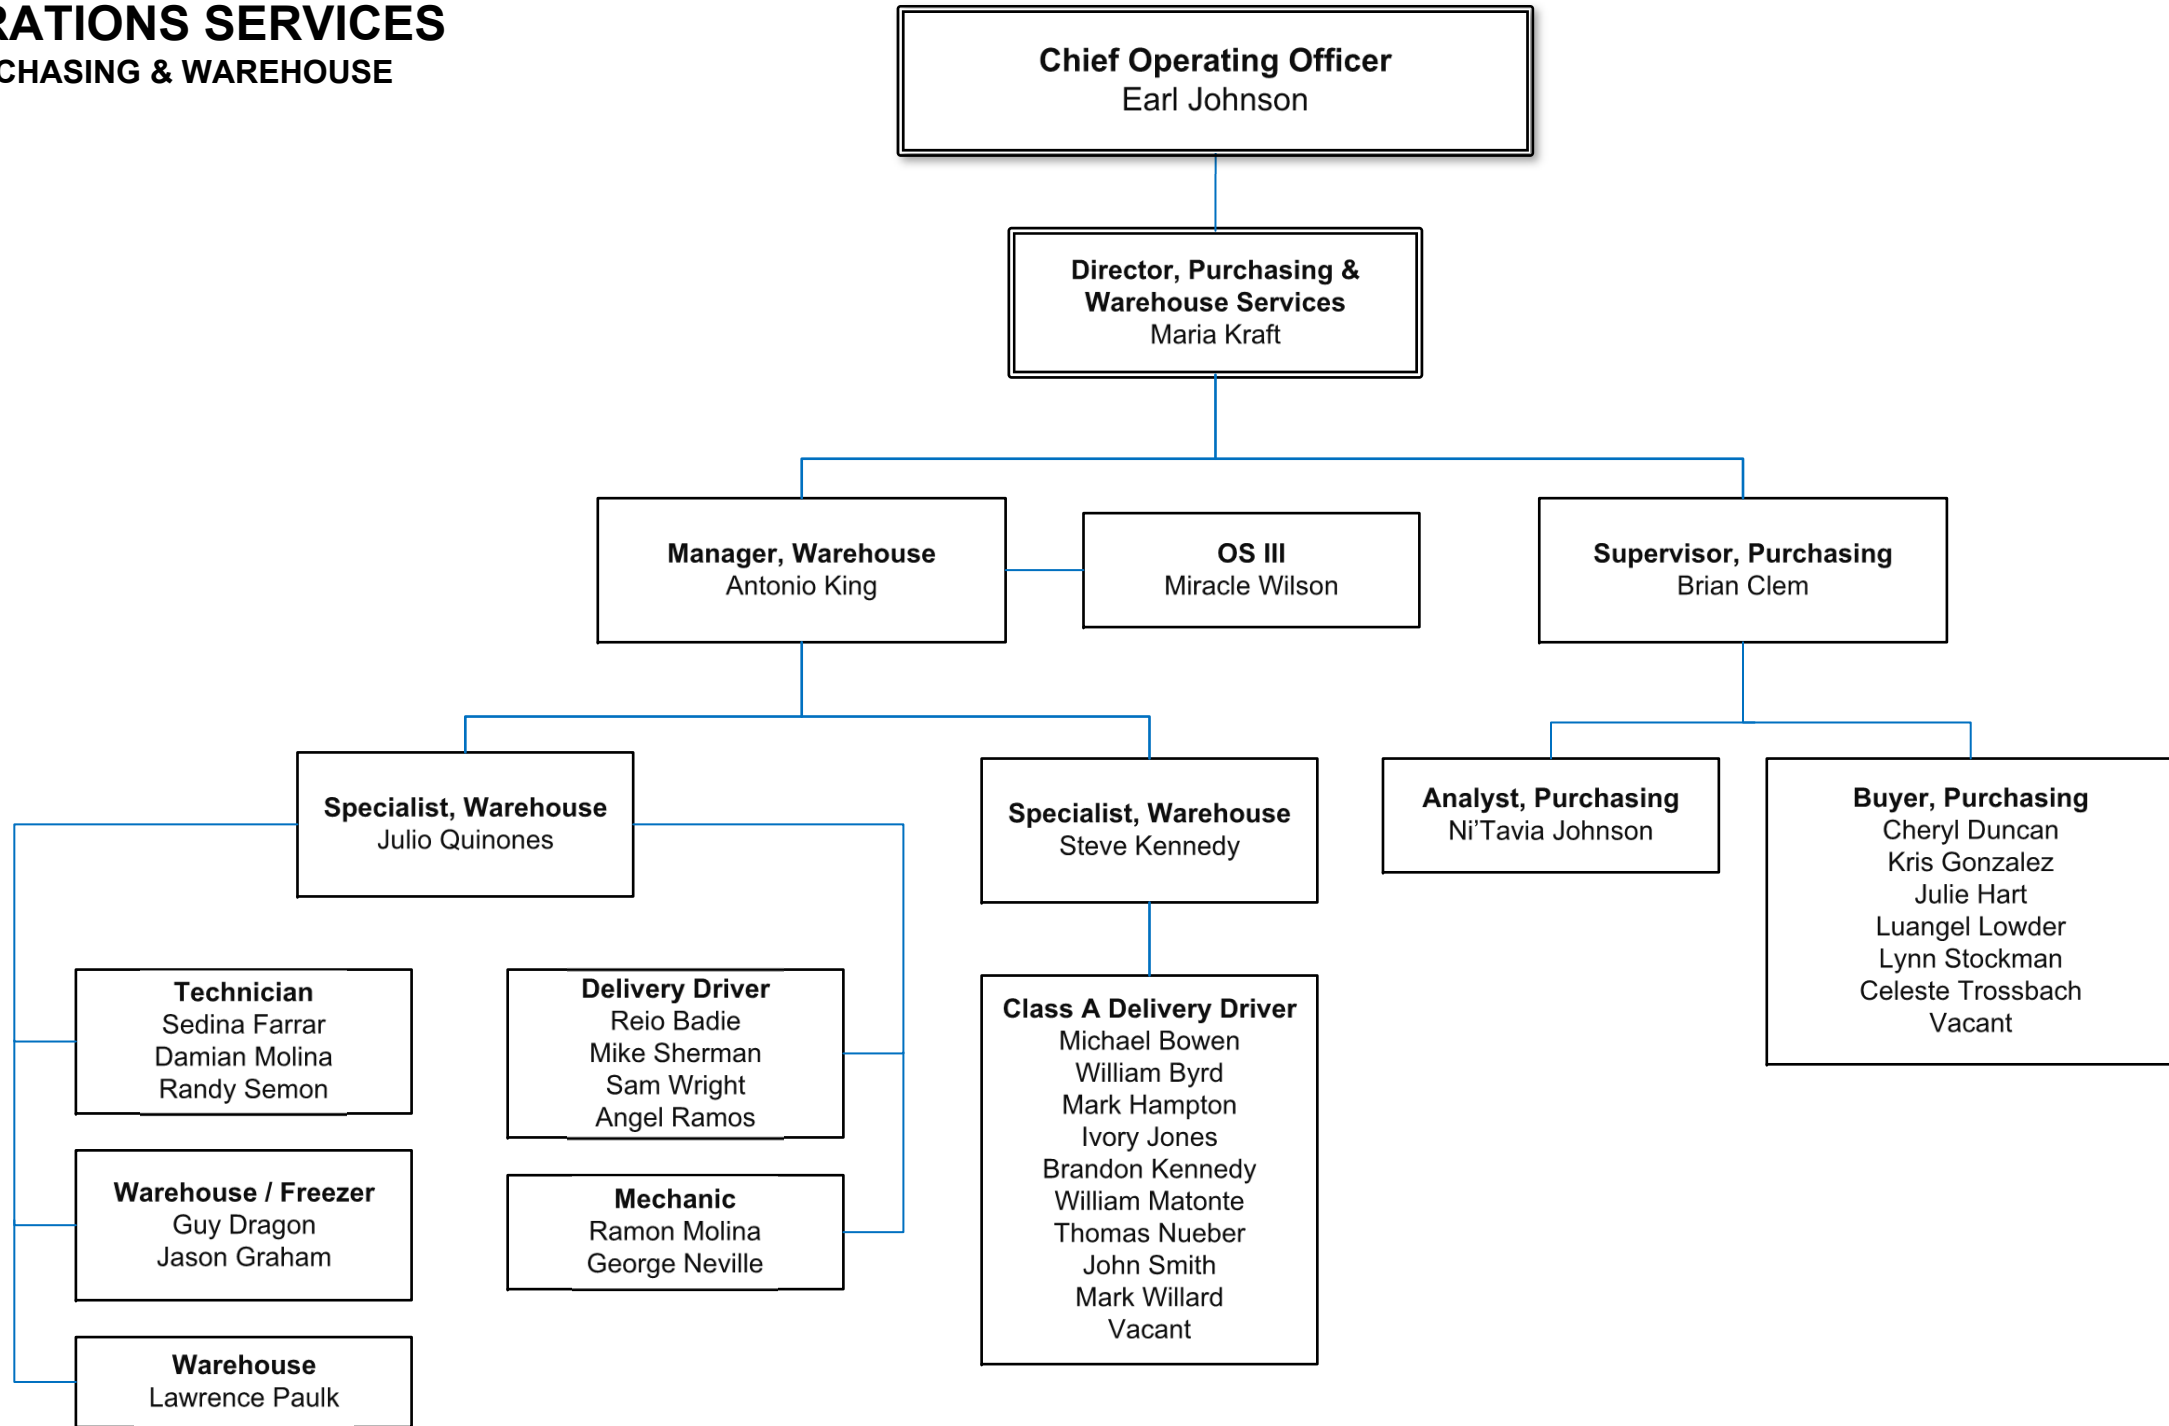 RATIONS SERVICES
CHASING & WAREHOUSE
Chief Operating Officer
Earl Johnson
Director, Purchasing &
Warehouse Services
Maria Kraft
Manager, Warehouse
Antonio King
OS III
Miracle Wilson
Supervisor, Purchasing
Brian Clem
Specialist, Warehouse
Julio Quinones
Specialist, Warehouse
Steve Kennedy
Analyst, Purchasing
Ni’Tavia Johnson
Buyer, Purchasing
Cheryl Duncan
Kris Gonzalez
Julie Hart
Luangel Lowder
Lynn Stockman
Celeste Trossbach
Vacant
Technician
Sedina Farrar
Damian Molina
Randy Semon
Delivery Driver
Reio Badie
Mike Sherman
Sam Wright
Angel Ramos
Class A Delivery Driver
Michael Bowen
William Byrd
Mark Hampton
Ivory Jones
Brandon Kennedy
William Matonte
Thomas Nueber
John Smith
Mark Willard
Vacant
Warehouse / Freezer
Guy Dragon
Jason Graham
Mechanic
Ramon Molina
George Neville
Warehouse
Lawrence Paulk